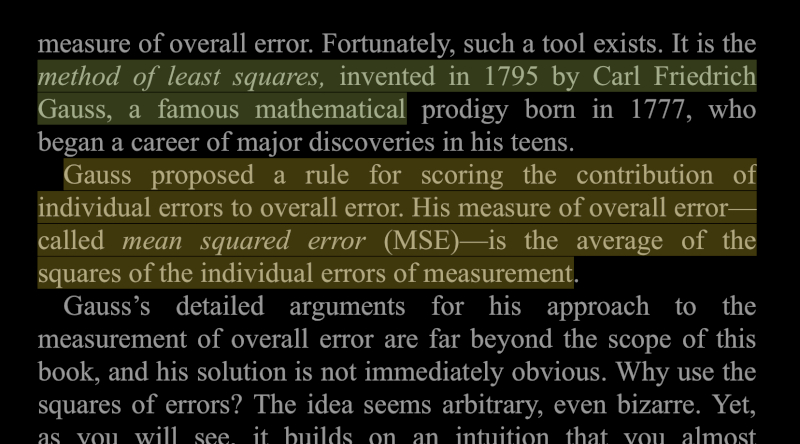 measure of overall error. Fortunately, such a tool exists. It is the
method of least squares, invented in 1795 by Carl Friedrich
Gauss, a famous mathematical prodigy born in 1777, who
began a career of major discoveries in his teens.
Gauss proposed a rule for scoring the contribution of
individual errors to overall error. His measure of overall error—
called mean squared error (MSE)—is the average of the
squares of the individual errors of measurement.
Gauss’s detailed arguments for his approach to the
measurement of overall error are far beyond the scope of this
book, and his solution is not immediately obvious. Why use the
squares of errors? The idea seems arbitrary, even bizarre. Yet,
as you will see, it builds on an intuition that you almost